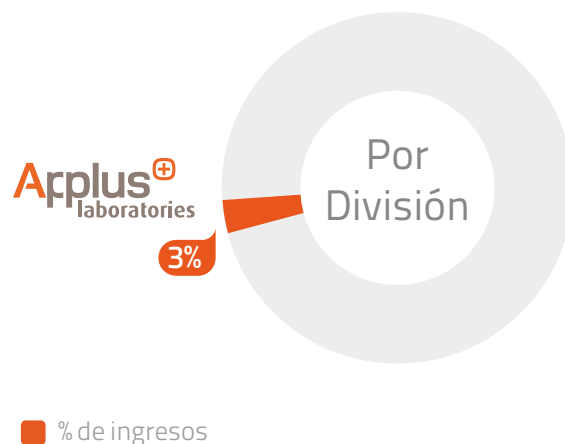 Por
División
Applus+
laboratories
3%
% de ingresos